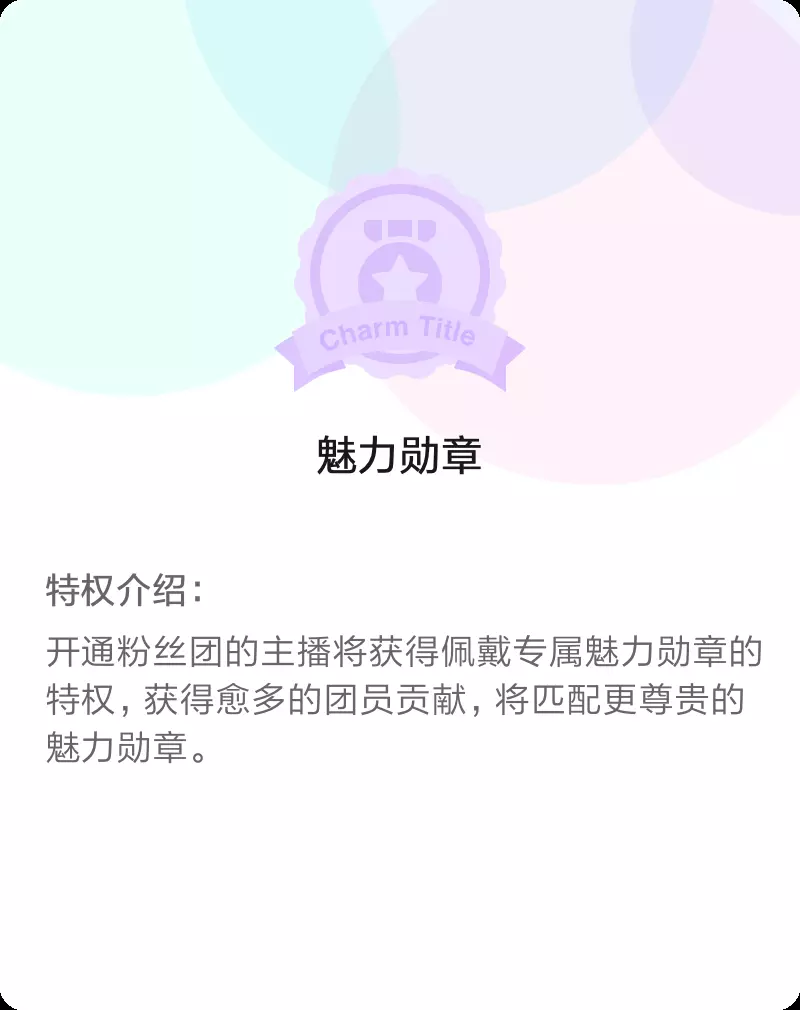 Charm Title
魅力勋章
特权介绍：
开通粉丝团的主播将获得佩戴专属魅力勋章的
特权，获得愈多的团员贡献，将匹配更尊贵的
魅力勋章。